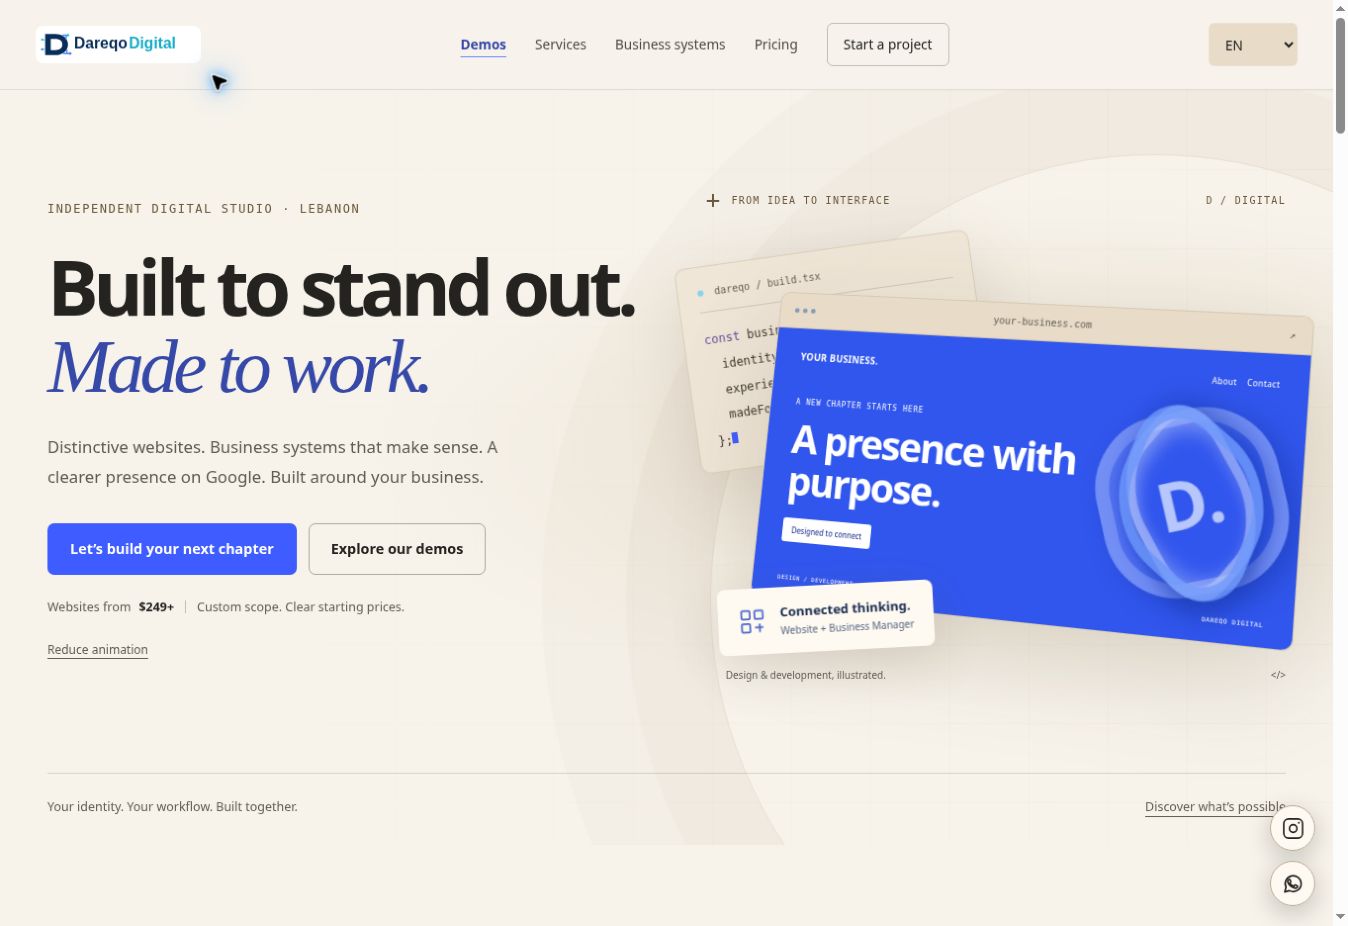 DareqoDigital
Demos
Services
Business systems
Pricing
Start a project
EN
INDEPENDENT DIGITAL STUDIO · LEBANON
Built to stand out.
Made to work.
Distinctive websites. Business systems that make sense. A
clearer presence on Google. Built around your business.
Let’s build your next chapter
Explore our demos
Websites from $249+
Custom scope. Clear starting prices.
Reduce animation
FROM IDEA TO INTERFACE
D / DIGITAL
dareqo / build.tsx
const busin
identity
experie
madeFo
};
your-business.com
↗
YOUR BUSINESS.
About Contact
A NEW CHAPTER STARTS HERE
A presence with
purpose.
Designed to connect
D.
DESIGN / DEVELOPMENT
DAREQO DIGITAL
Connected thinking.
Website + Business Manager
Design & development, illustrated.
</>
Your identity. Your workflow. Built together.
Discover what’s possible